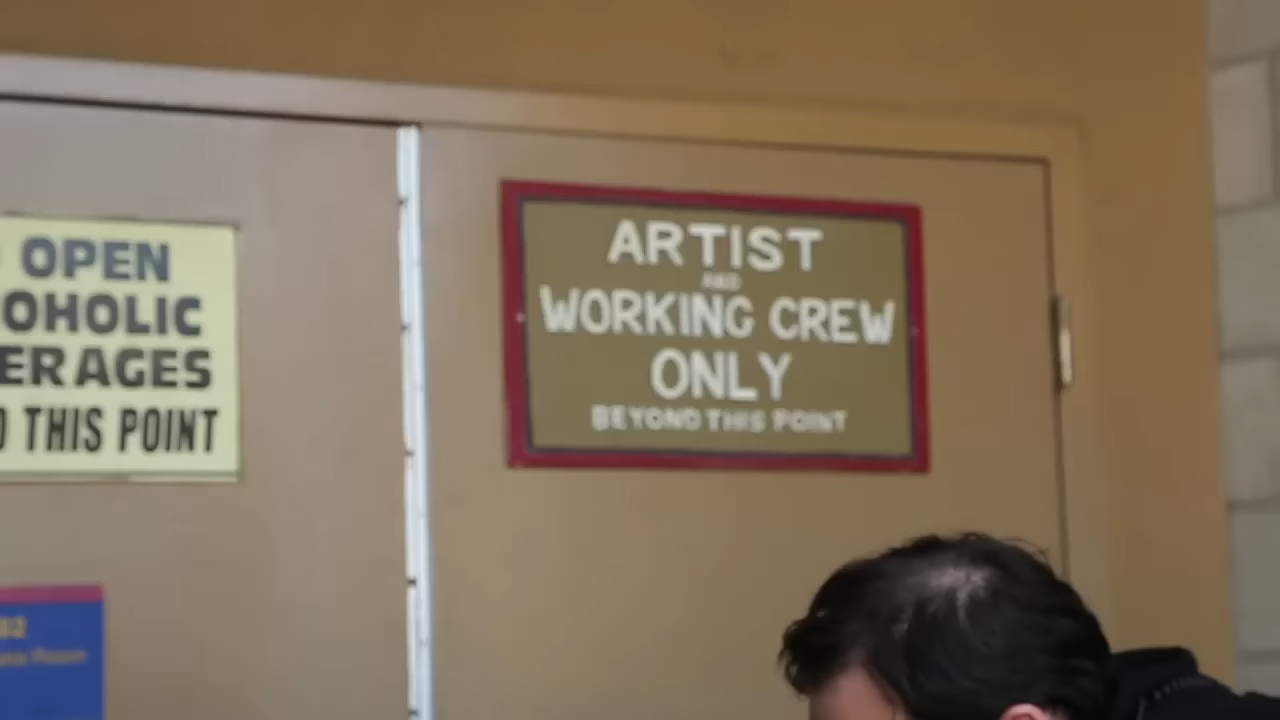 OPEN
OHOLIC
ERAGES
THIS POINT
ARTIST
AND
WORKING CREW
ONLY
BEYOND THIS POINT